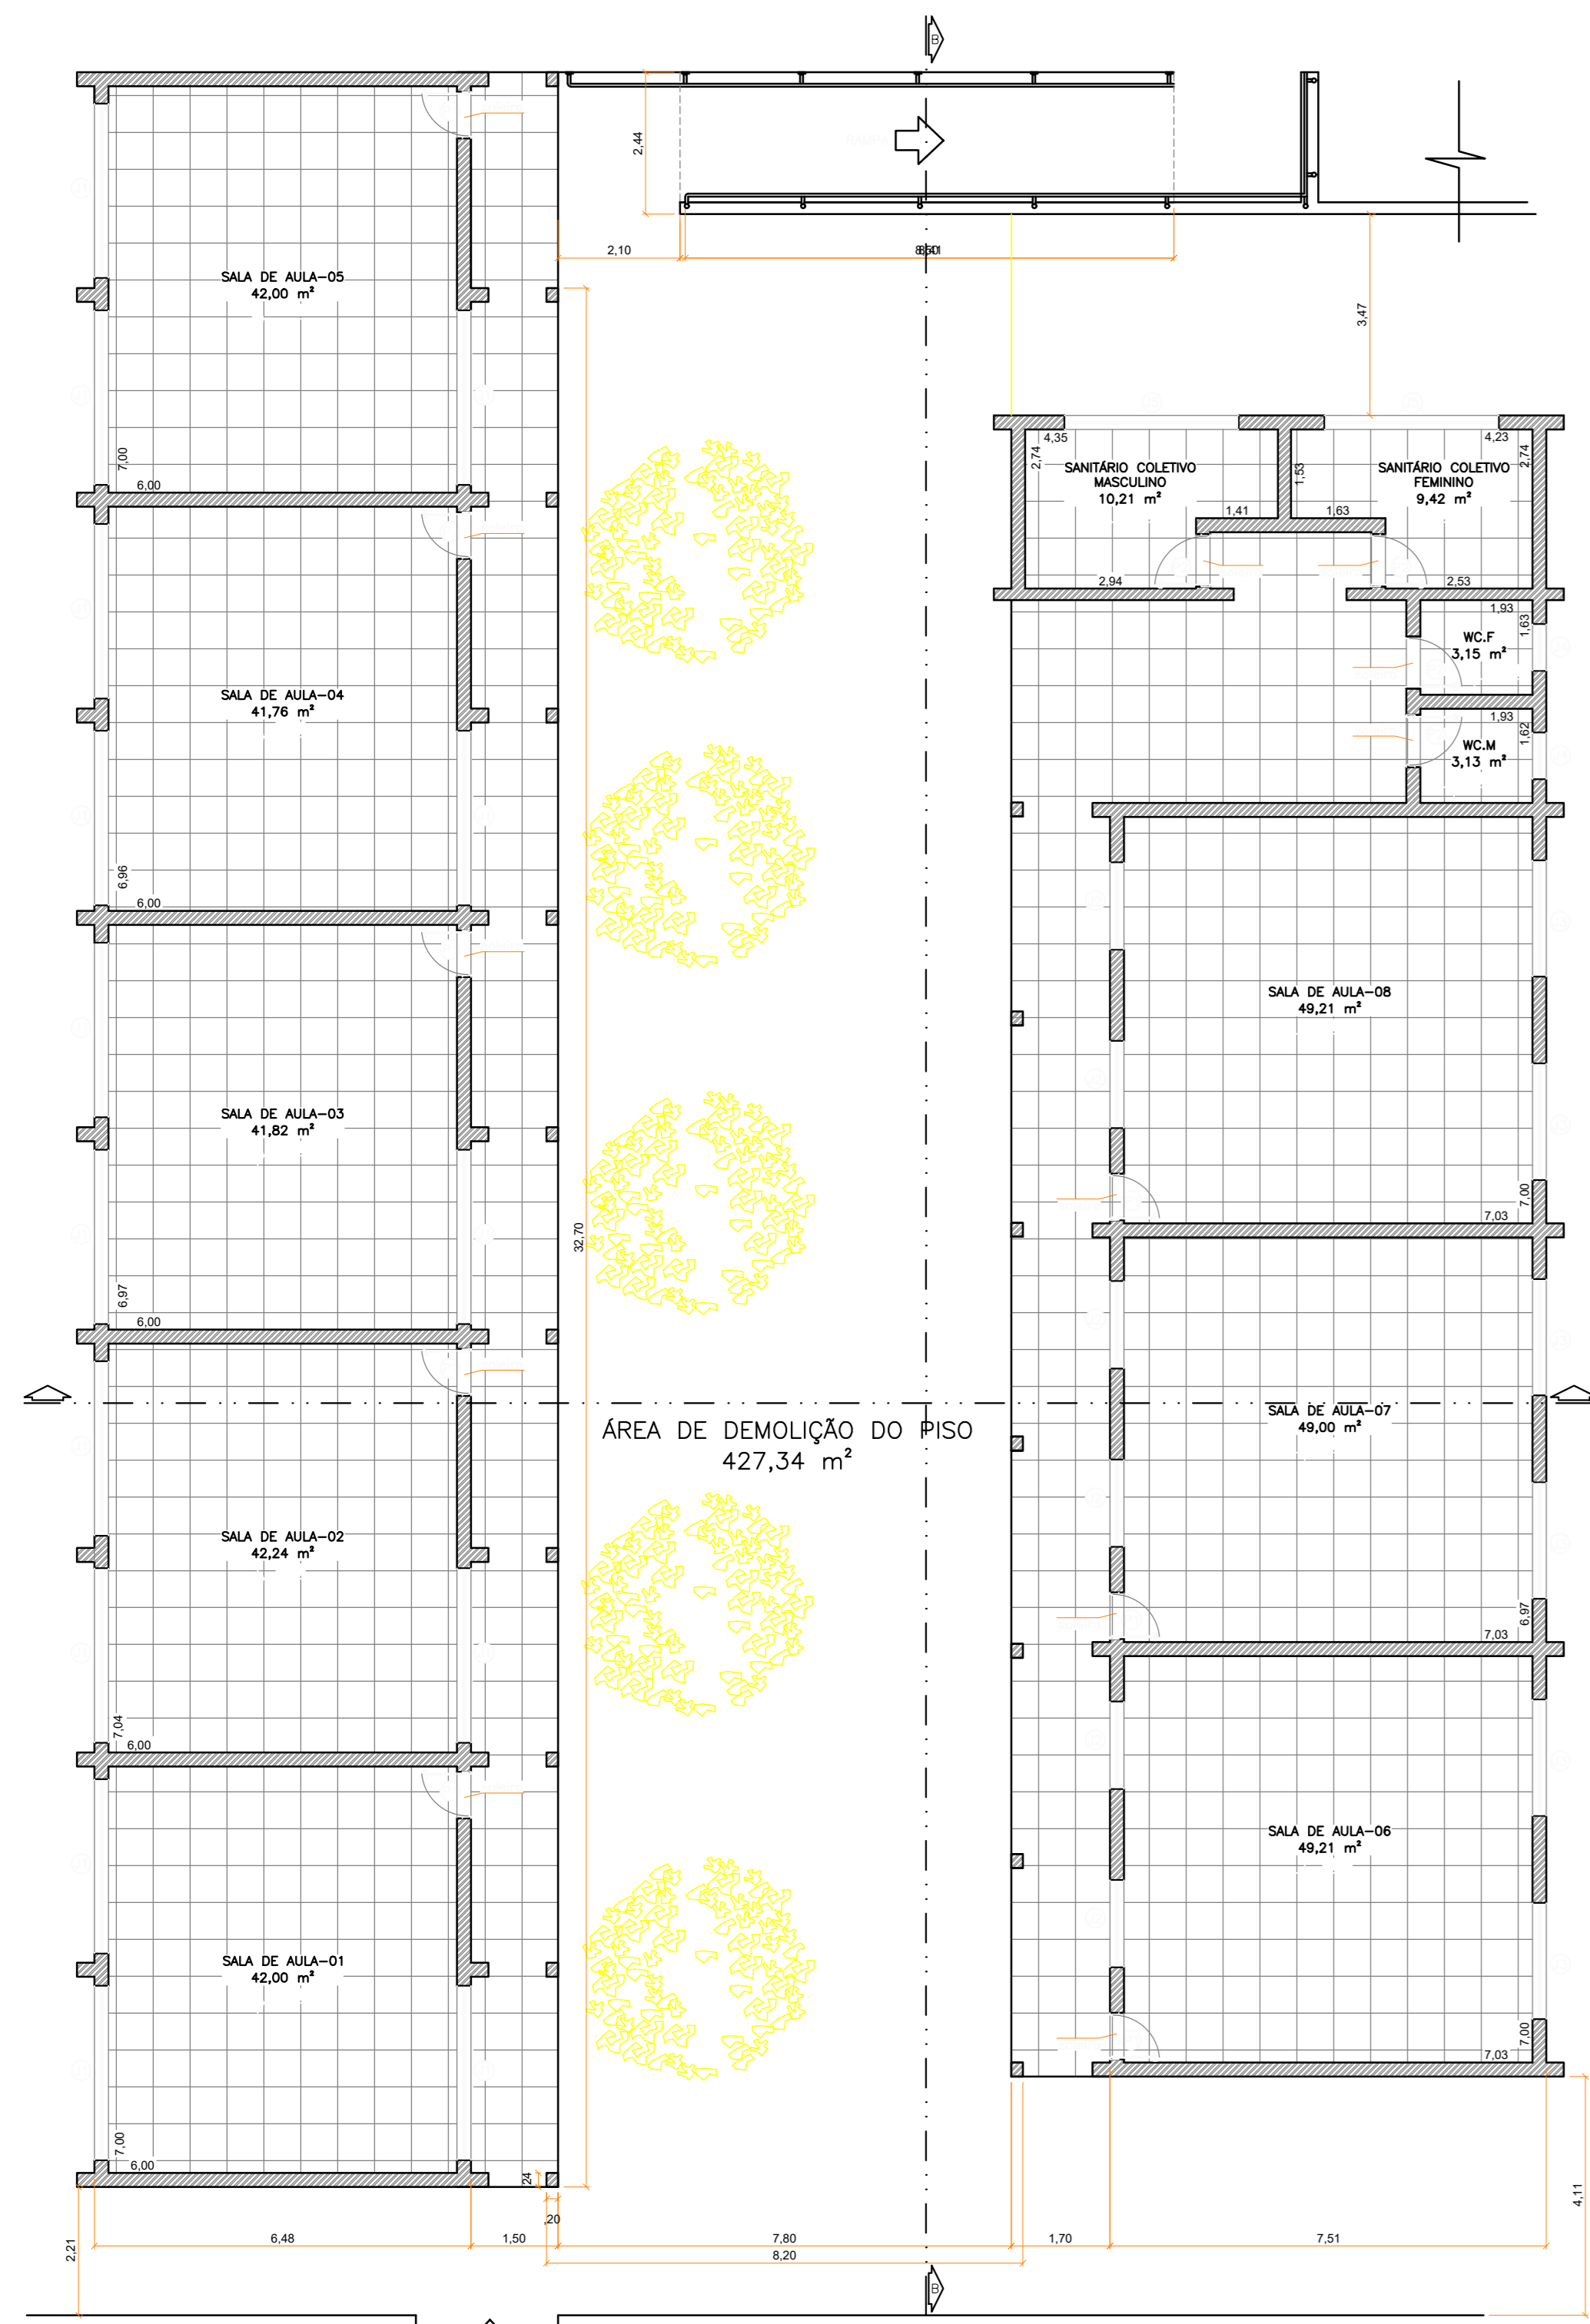 B
2,44
2,10
3,47
SALA DE AULA-05
42,00 m²
7,00
6,00
4,35
2,74
SANITÁRIO COLETIVO
MASCULINO
10,21 m²
1,53
SANITÁRIO COLETIVO
FEMININO
9,42 m²
4,23
2,74
1,41
1,63
2,94
2,53
1,93
1,63
WC.F
3,15 m²
1,93
1,62
WC.M
3,13 m²
SALA DE AULA-04
41,76 m²
6,96
6,00
SALA DE AULA-08
49,21 m²
7,00
7,03
SALA DE AULA-03
41,82 m²
6,97
6,00
32,70
ÁREA DE DEMOLIÇÃO DO PISO
427,34 m²
SALA DE AULA-07
49,00 m²
6,97
7,03
SALA DE AULA-02
42,24 m²
7,04
6,00
SALA DE AULA-06
49,21 m²
7,00
7,03
SALA DE AULA-01
42,00 m²
7,00
6,00
24
,20
2,21
6,48
1,50
7,80
8,20
1,70
7,51
4,11
B